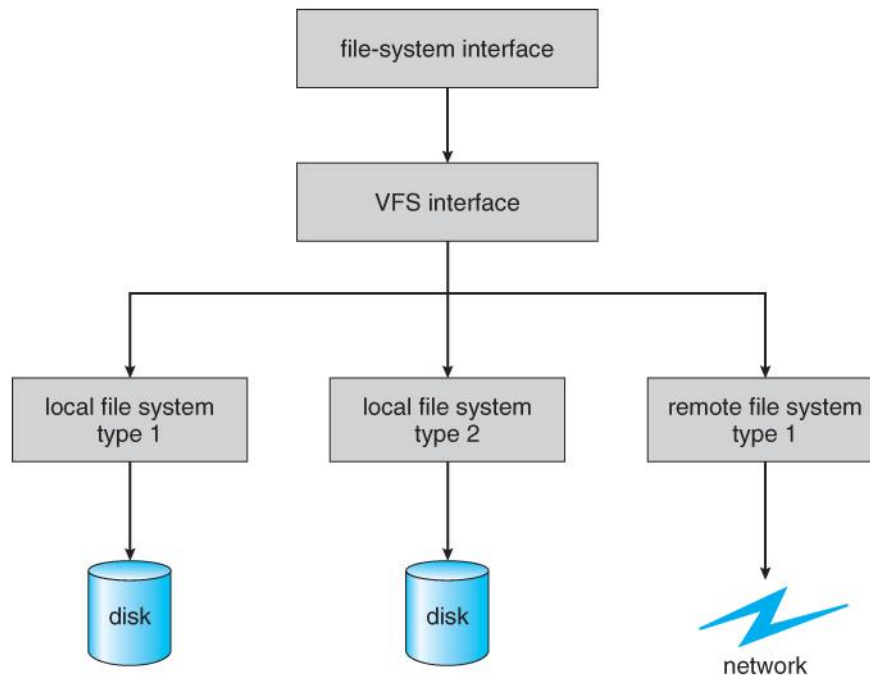 file-system interface
VFS interface
local file system
type 1
local file system
type 2
remote file system
type 1
disk
disk
network